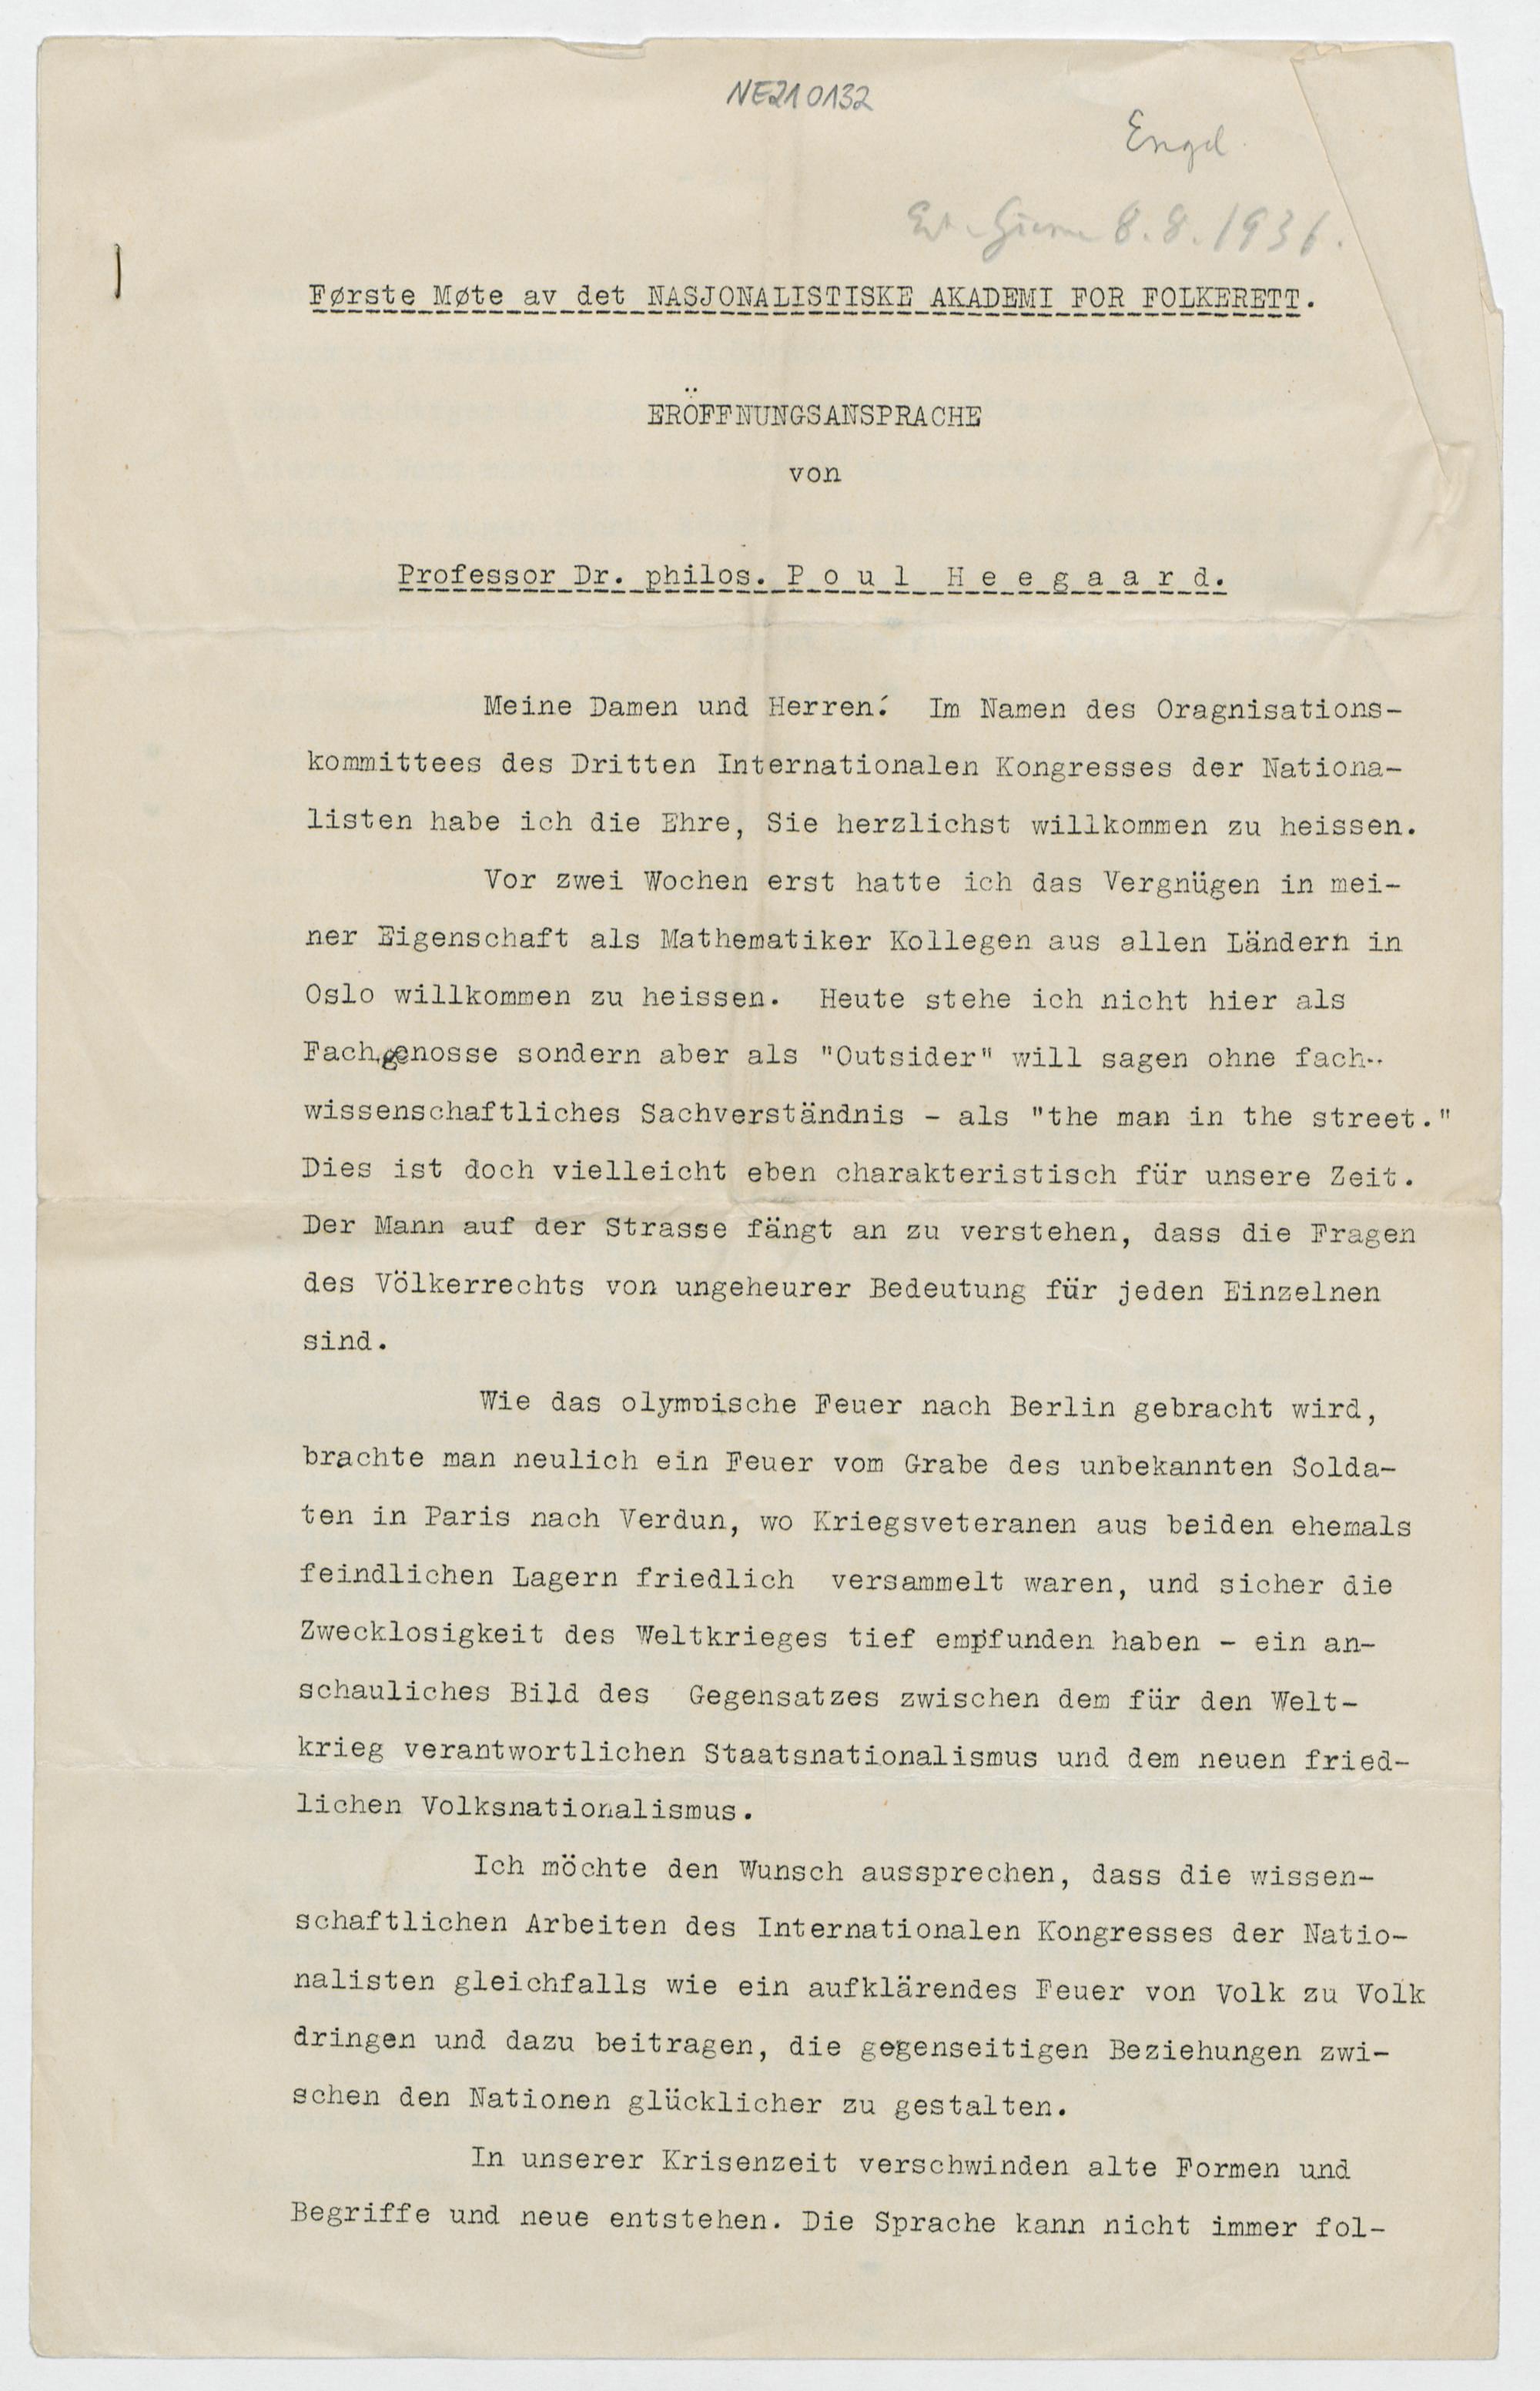 NE210132
Engel
8.8.1936.
Første Møte av det NASJONALISTISKE AKADEMI FOR FOLKERETT.
ERÖFFNUNGSANSPRACHE
von
Professor Dr. philos. P o u l  H e e g a a r d.
Meine Damen und Herren! Im Namen des Oragnisations-
kommittees des Dritten Internationalen Kongresses der Nationa-
listen habe ich die Ehre, Sie herzlichst willkommen zu heissen.
Vor zwei Wochen erst hatte ich das Vergnügen in mei-
ner Eigenschaft als Mathematiker Kollegen aus allen Ländern in
Oslo willkommen zu heissen. Heute stehe ich nicht hier als
Fachgenosse sondern aber als "Outsider" will sagen ohne fach-
wissenschaftliches Sachverständnis - als "the man in the street."
Dies ist doch vielleicht eben charakteristisch für unsere Zeit.
Der Mann auf der Strasse fängt an zu verstehen, dass die Fragen
des Völkerrechts von ungeheurer Bedeutung für jeden Einzelnen
sind.
Wie das olympische Feuer nach Berlin gebracht wird,
brachte man neulich ein Feuer vom Grabe des unbekannten Solda-
ten in Paris nach Verdun, wo Kriegsveteranen aus beiden ehemals
feindlichen Lagern friedlich versammelt waren, und sicher die
Zwecklosigkeit des Weltkrieges tief empfunden haben - ein an-
schauliches Bild des Gegensatzes zwischen dem für den Welt-
krieg verantwortlichen Staatsnationalismus und dem neuen fried-
lichen Volksnationalismus.
Ich möchte den Wunsch aussprechen, dass die wissen-
schaftlichen Arbeiten des Internationalen Kongresses der Natio-
nalisten gleichfalls wie ein aufklärendes Feuer von Volk zu Volk
dringen und dazu beitragen, die gegenseitigen Beziehungen zwi-
schen den Nationen glücklicher zu gestalten.
In unserer Krisenzeit verschwinden alte Formen und
Begriffe und neue entstehen. Die Sprache kann nicht immer fol-